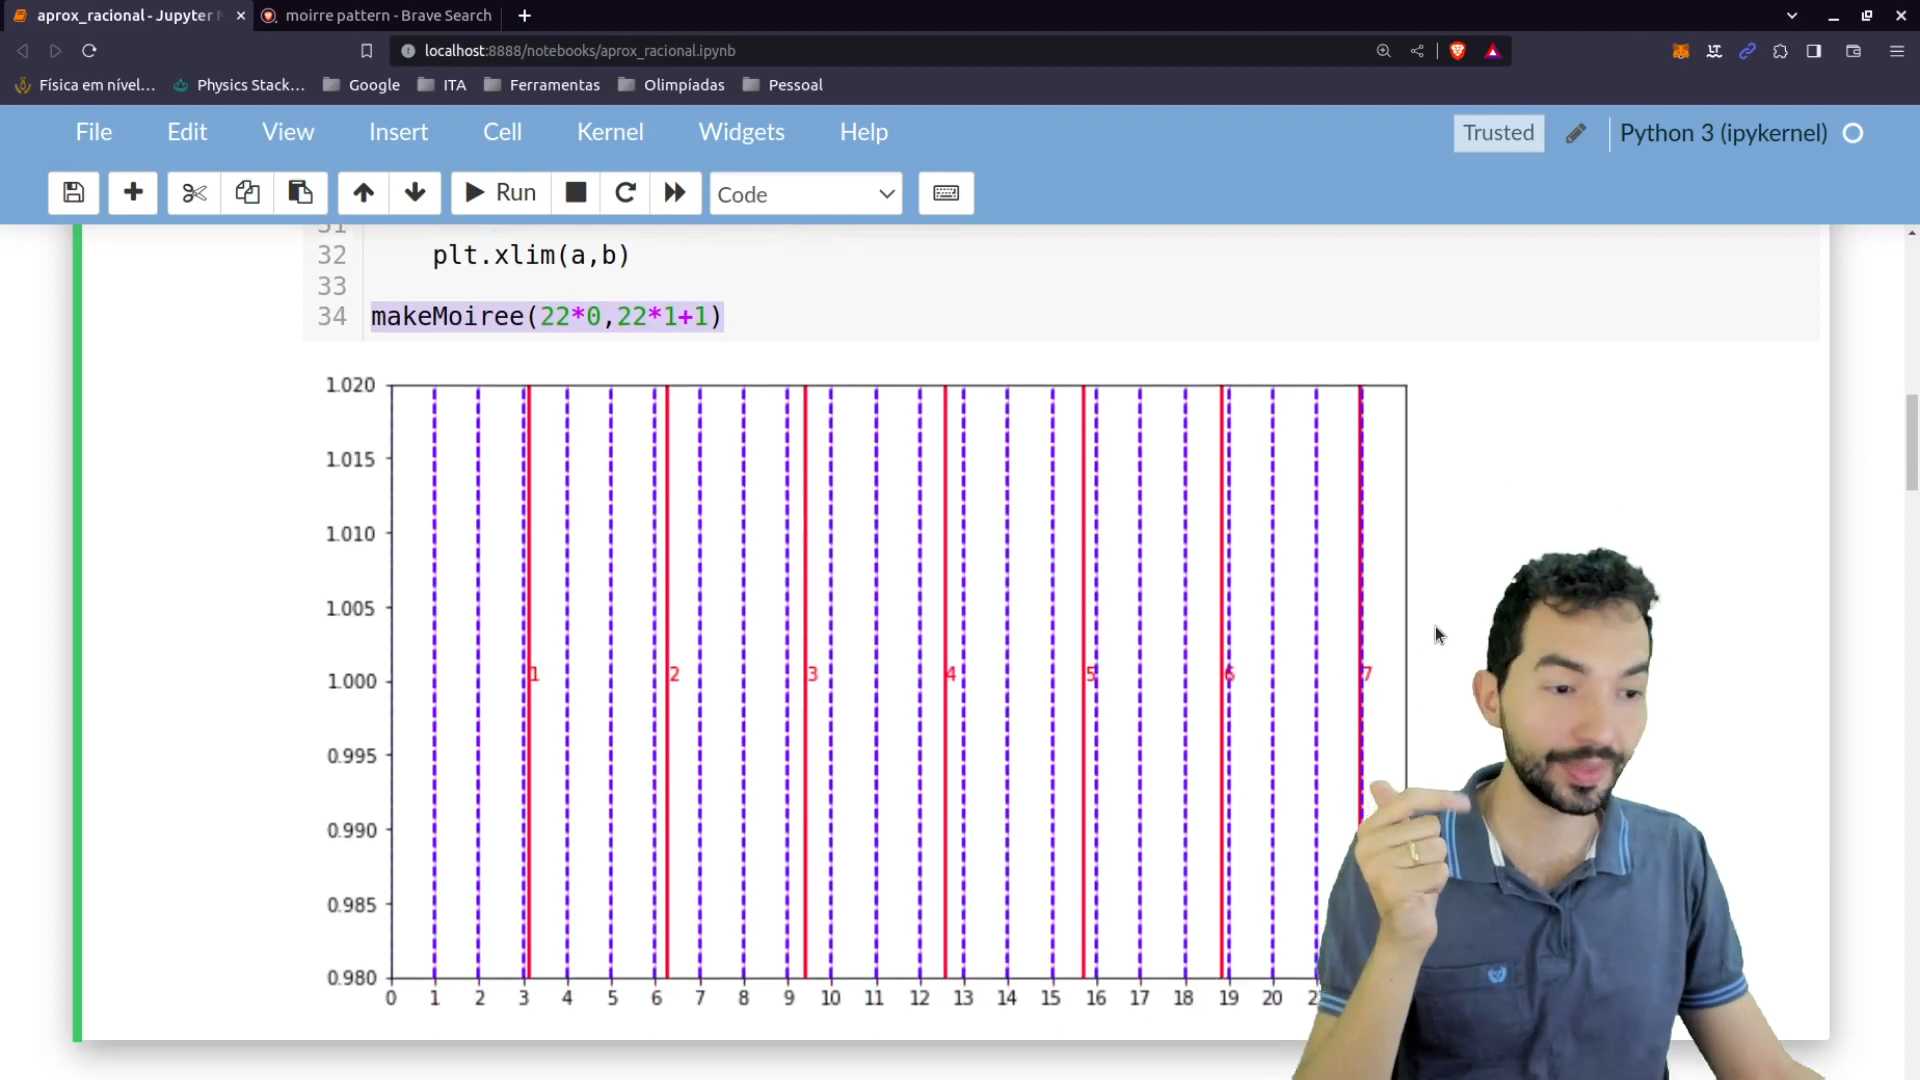 aprox_racional - Jupyter N
moirre pattern - Brave Search
localhost:8888/notebooks/aprox_racional.ipynb
Física em nível... Physics Stack... Google ITA Ferramentas Olimpíadas Pessoal
File Edit View Insert Cell Kernel Widgets Help
Trusted Python 3 (ipykernel)
Run Code
31
32 plt.xlim(a,b)
33
34 makeMoiree(22*0,22*1+1)
1.020
1.015
1.010
1.005
1.000
0.995
0.990
0.985
0.980
1 2 3 4 5 6 7
0 1 2 3 4 5 6 7 8 9 10 11 12 13 14 15 16 17 18 19 20